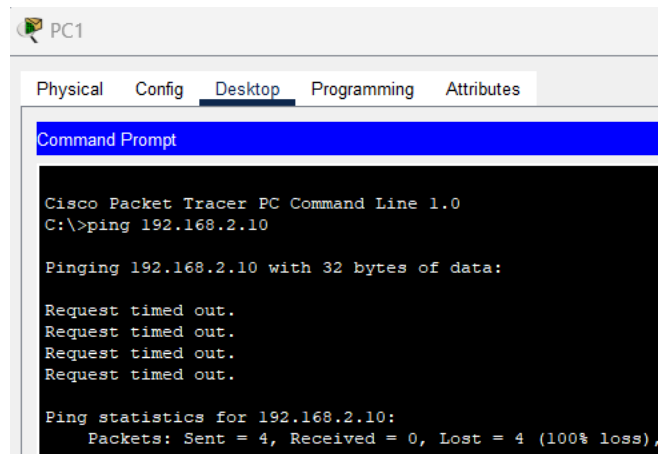 PC1
Physical Config Desktop Programming Attributes
Command Prompt
Cisco Packet Tracer PC Command Line 1.0
C:\>ping 192.168.2.10
Pinging 192.168.2.10 with 32 bytes of data:
Request timed out.
Request timed out.
Request timed out.
Request timed out.
Ping statistics for 192.168.2.10:
Packets: Sent = 4, Received = 0, Lost = 4 (100% loss),